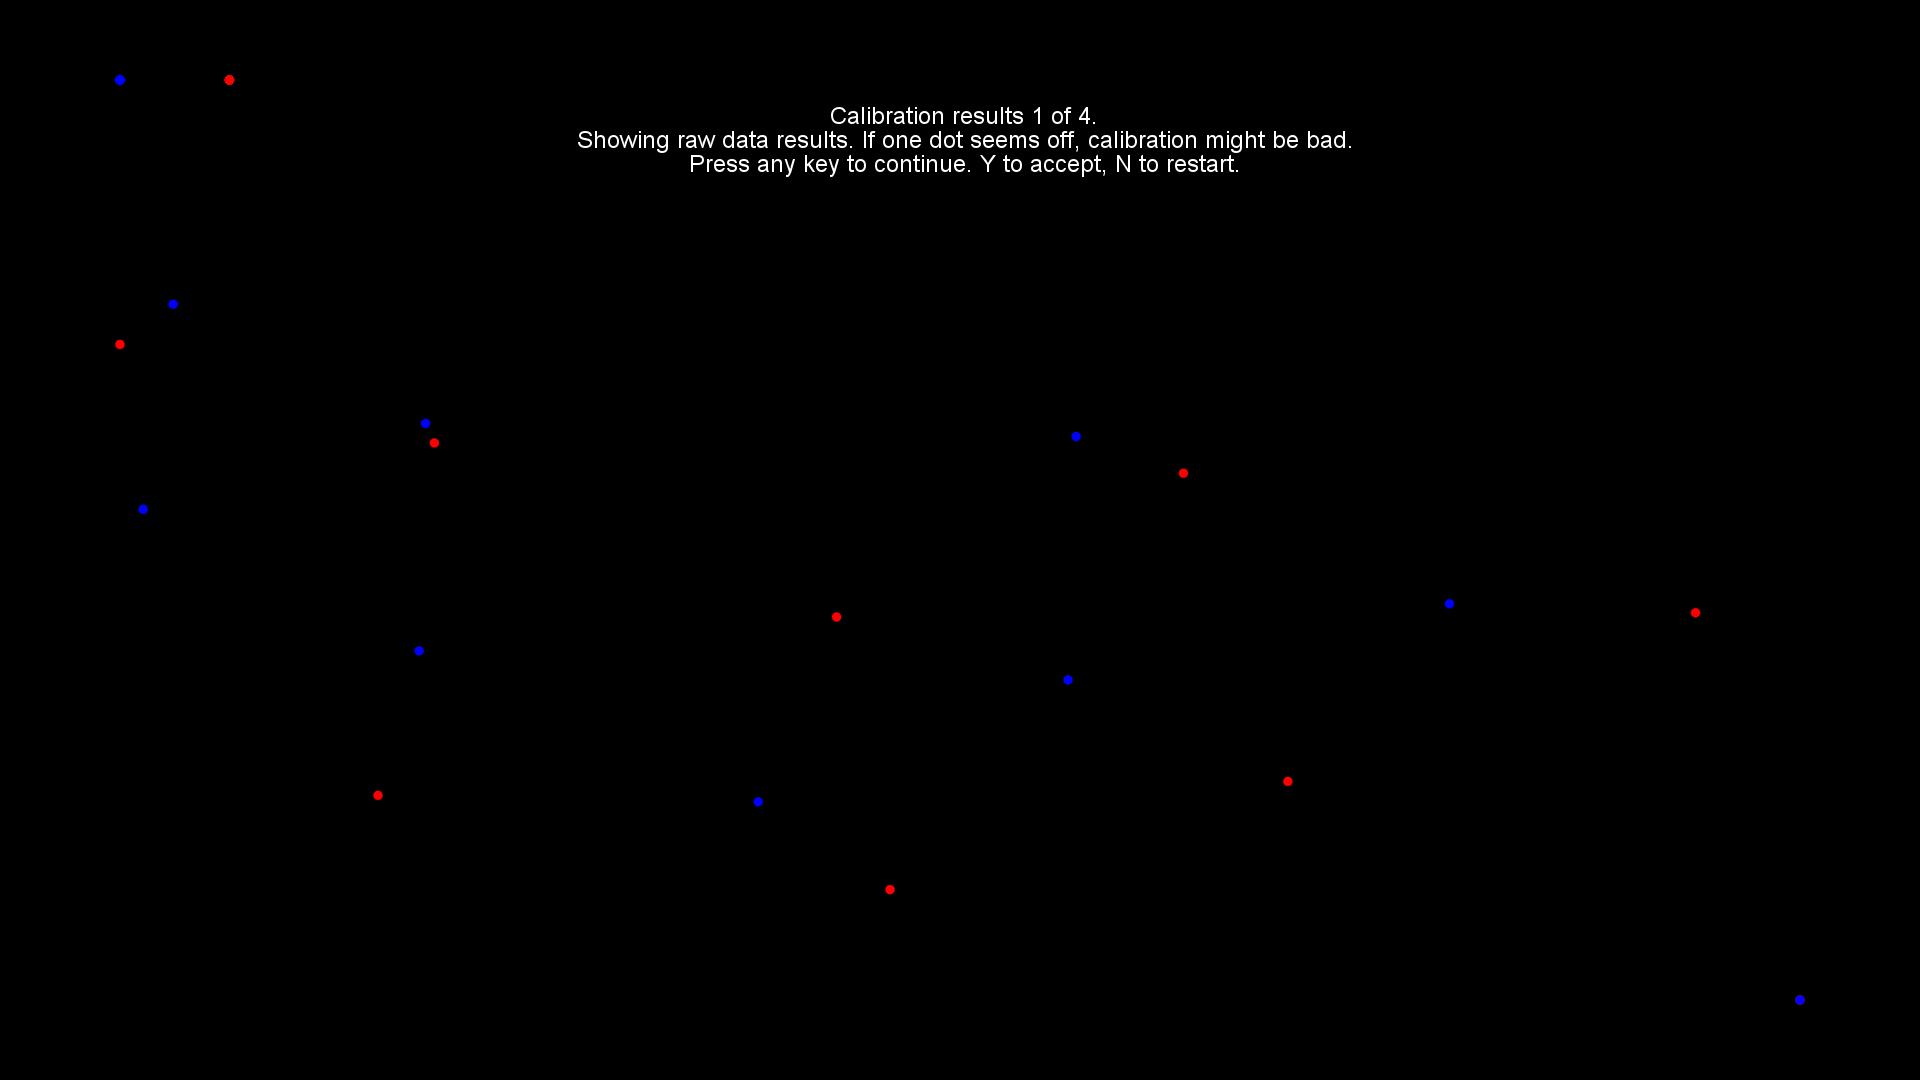 Calibration results 1 of 4.
Showing raw data results. If one dot seems off, calibration might be bad.
Press any key to continue. Y to accept, N to restart.